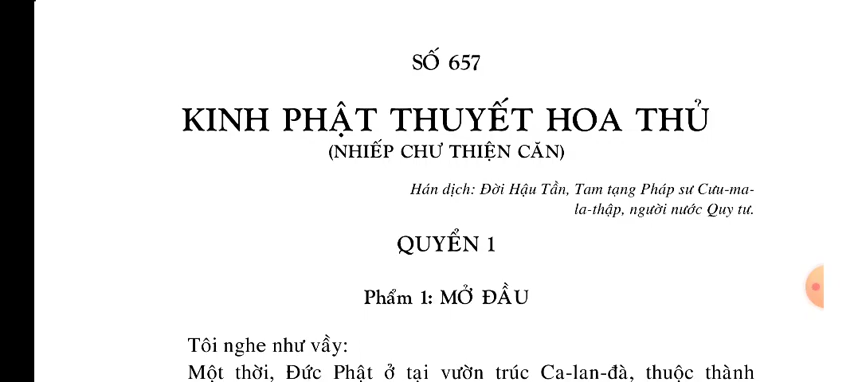 SỐ 657
KINH PHẬT THUYẾT HOA THỦ
(NHIẾP CHƯ THIỆN CĂN)
Hán dịch: Đời Hậu Tần, Tam tạng Pháp sư Cưu-ma-
la-thập, người nước Quy tư.
QUYỂN 1
Phẩm 1: MỞ ĐẦU
Tôi nghe như vầy:
Một thời, Đức Phật ở tại vườn trúc Ca-lan-đà, thuộc thành